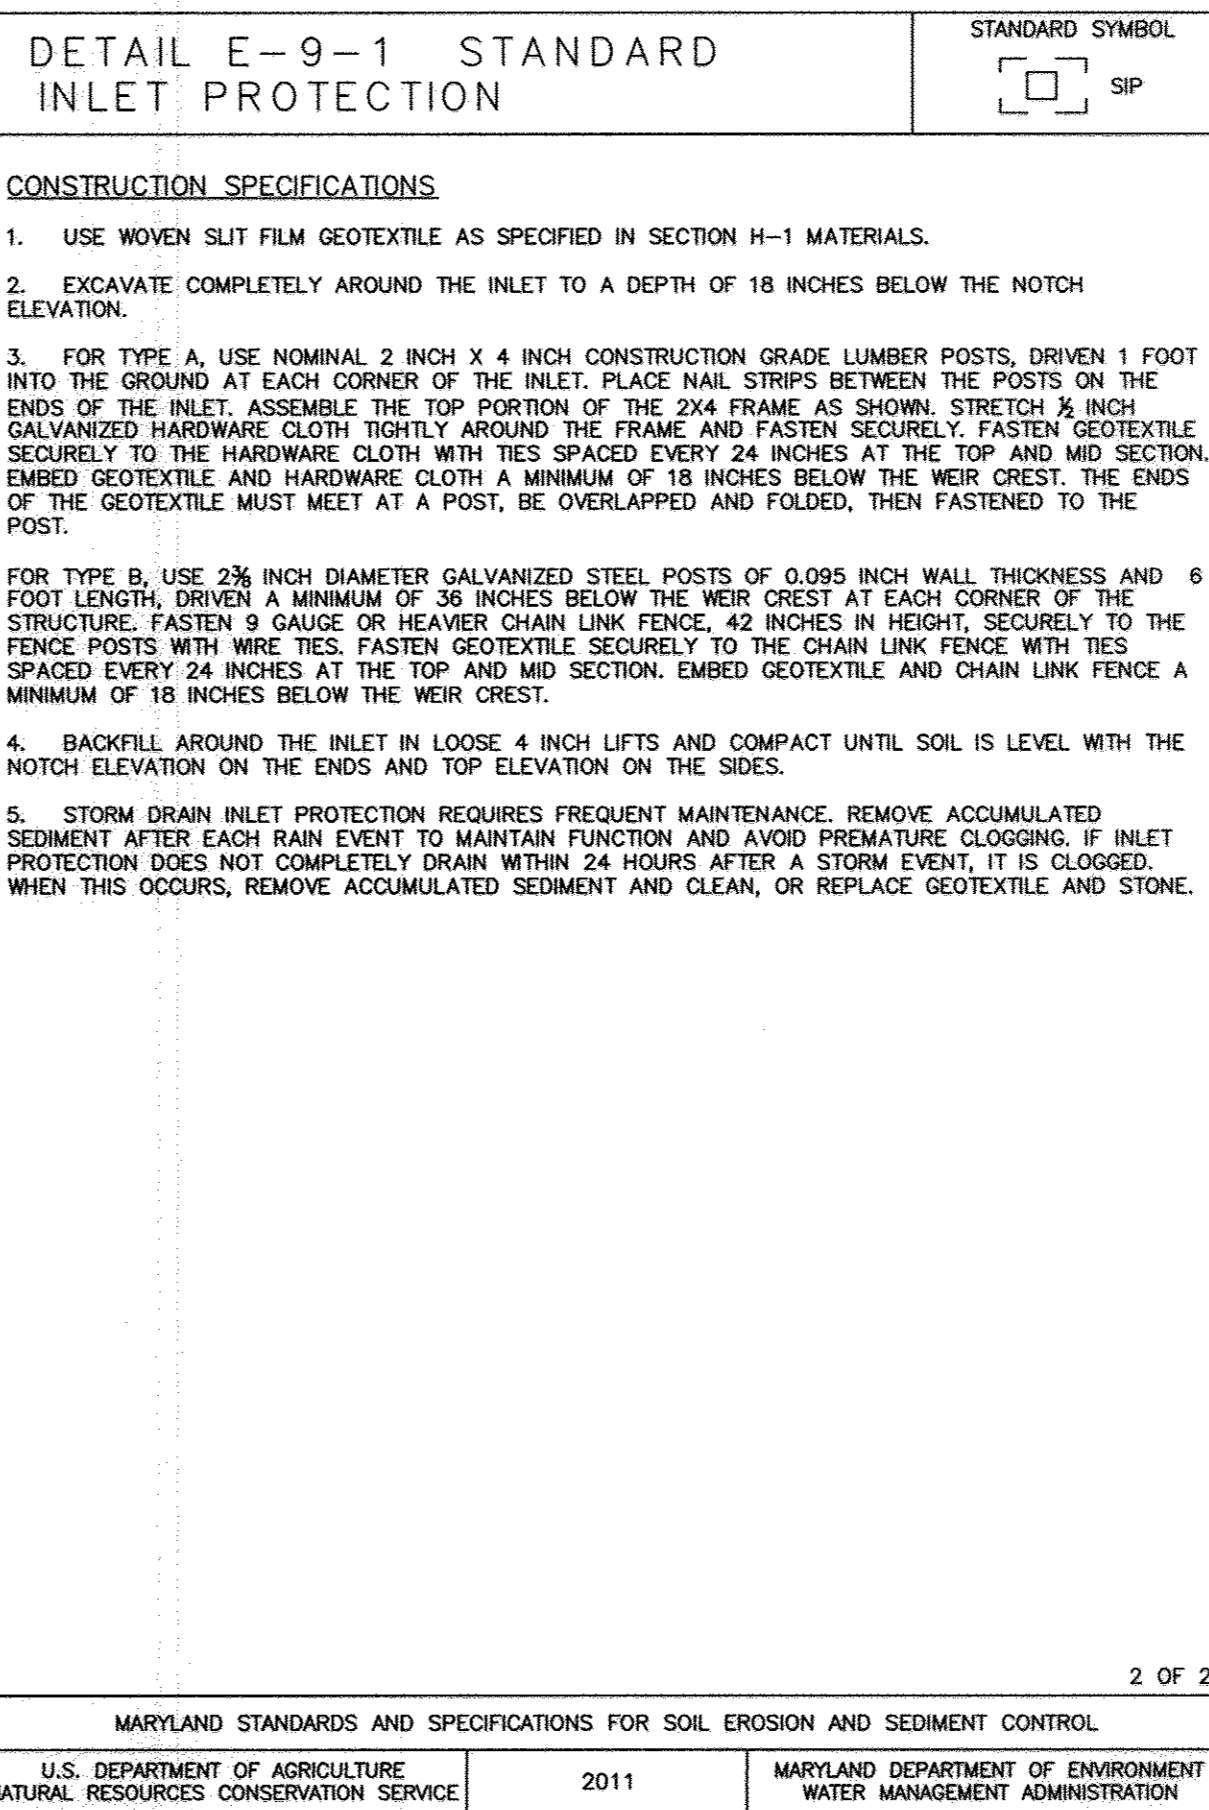 DETAIL E-9-1 STANDARD
INLET PROTECTION
STANDARD SYMBOL
SIP
CONSTRUCTION SPECIFICATIONS
1. USE WOVEN SLIT FILM GEOTEXTILE AS SPECIFIED IN SECTION H-1 MATERIALS.
2. EXCAVATE COMPLETELY AROUND THE INLET TO A DEPTH OF 18 INCHES BELOW THE NOTCH
ELEVATION.
3. FOR TYPE A, USE NOMINAL 2 INCH X 4 INCH CONSTRUCTION GRADE LUMBER POSTS, DRIVEN 1 FOOT
INTO THE GROUND AT EACH CORNER OF THE INLET. PLACE NAIL STRIPS BETWEEN THE POSTS ON THE
ENDS OF THE INLET. ASSEMBLE THE TOP PORTION OF THE 2X4 FRAME AS SHOWN. STRETCH ½ INCH
GALVANIZED HARDWARE CLOTH TIGHTLY AROUND THE FRAME AND FASTEN SECURELY. FASTEN GEOTEXTILE
SECURELY TO THE HARDWARE CLOTH WITH TIES SPACED EVERY 24 INCHES AT THE TOP AND MID SECTION.
EMBED GEOTEXTILE AND HARDWARE CLOTH A MINIMUM OF 18 INCHES BELOW THE WEIR CREST. THE ENDS
OF THE GEOTEXTILE MUST MEET AT A POST, BE OVERLAPPED AND FOLDED, THEN FASTENED TO THE
POST.
FOR TYPE B, USE 2⅜ INCH DIAMETER GALVANIZED STEEL POSTS OF 0.095 INCH WALL THICKNESS AND 6
FOOT LENGTH, DRIVEN A MINIMUM OF 36 INCHES BELOW THE WEIR CREST AT EACH CORNER OF THE
STRUCTURE. FASTEN 9 GAUGE OR HEAVIER CHAIN LINK FENCE, 42 INCHES IN HEIGHT, SECURELY TO THE
FENCE POSTS WITH WIRE TIES. FASTEN GEOTEXTILE SECURELY TO THE CHAIN LINK FENCE WITH TIES
SPACED EVERY 24 INCHES AT THE TOP AND MID SECTION. EMBED GEOTEXTILE AND CHAIN LINK FENCE A
MINIMUM OF 18 INCHES BELOW THE WEIR CREST.
4. BACKFILL AROUND THE INLET IN LOOSE 4 INCH LIFTS AND COMPACT UNTIL SOIL IS LEVEL WITH THE
NOTCH ELEVATION ON THE ENDS AND TOP ELEVATION ON THE SIDES.
5. STORM DRAIN INLET PROTECTION REQUIRES FREQUENT MAINTENANCE. REMOVE ACCUMULATED
SEDIMENT AFTER EACH RAIN EVENT TO MAINTAIN FUNCTION AND AVOID PREMATURE CLOGGING. IF INLET
PROTECTION DOES NOT COMPLETELY DRAIN WITHIN 24 HOURS AFTER A STORM EVENT, IT IS CLOGGED.
WHEN THIS OCCURS, REMOVE ACCUMULATED SEDIMENT AND CLEAN, OR REPLACE GEOTEXTILE AND STONE.
2 OF 2
MARYLAND STANDARDS AND SPECIFICATIONS FOR SOIL EROSION AND SEDIMENT CONTROL
U.S. DEPARTMENT OF AGRICULTURE
ATURAL RESOURCES CONSERVATION SERVICE
2011
MARYLAND DEPARTMENT OF ENVIRONMENT
WATER MANAGEMENT ADMINISTRATION